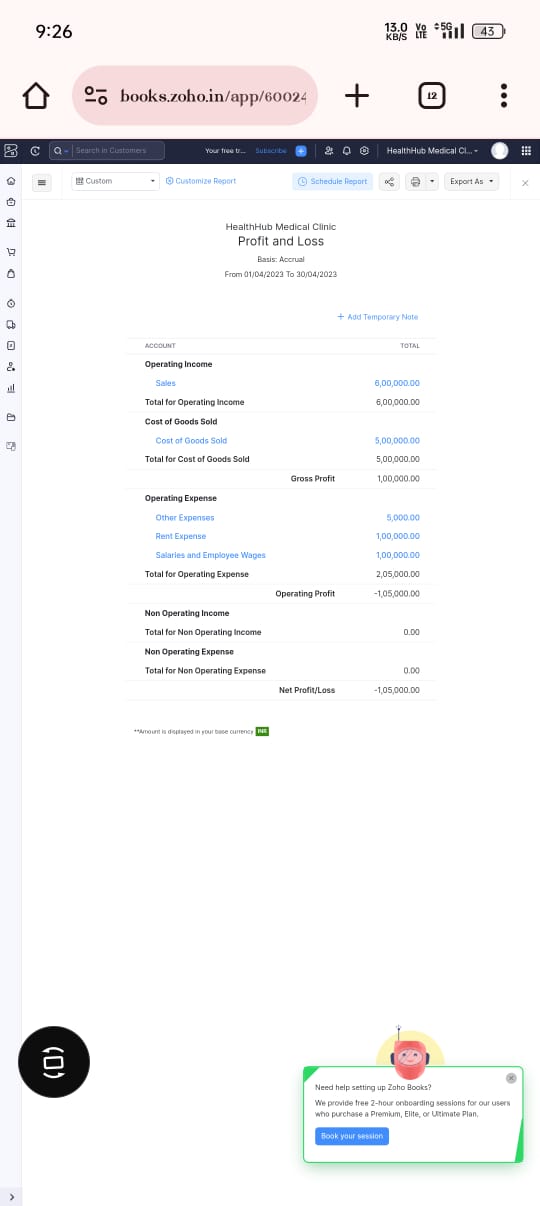 9:26
13.0 KB/S Vo LTE 5G 43
books.zoho.in/app/60024
12
Search in Customers
Your free tr... Subscribe
HealthHub Medical Cl...
Custom
Customize Report
Schedule Report
Export As
HealthHub Medical Clinic
Profit and Loss
Basis: Accrual
From 01/04/2023 To 30/04/2023
+ Add Temporary Note
ACCOUNT TOTAL
Operating Income
Sales 6,00,000.00
Total for Operating Income 6,00,000.00
Cost of Goods Sold
Cost of Goods Sold 5,00,000.00
Total for Cost of Goods Sold 5,00,000.00
Gross Profit 1,00,000.00
Operating Expense
Other Expenses 5,000.00
Rent Expense 1,00,000.00
Salaries and Employee Wages 1,00,000.00
Total for Operating Expense 2,05,000.00
Operating Profit -1,05,000.00
Non Operating Income
Total for Non Operating Income 0.00
Non Operating Expense
Total for Non Operating Expense 0.00
Net Profit/Loss -1,05,000.00
**Amount is displayed in your base currency INR
Need help setting up Zoho Books?
We provide free 2-hour onboarding sessions for our users
who purchase a Premium, Elite, or Ultimate Plan.
Book your session